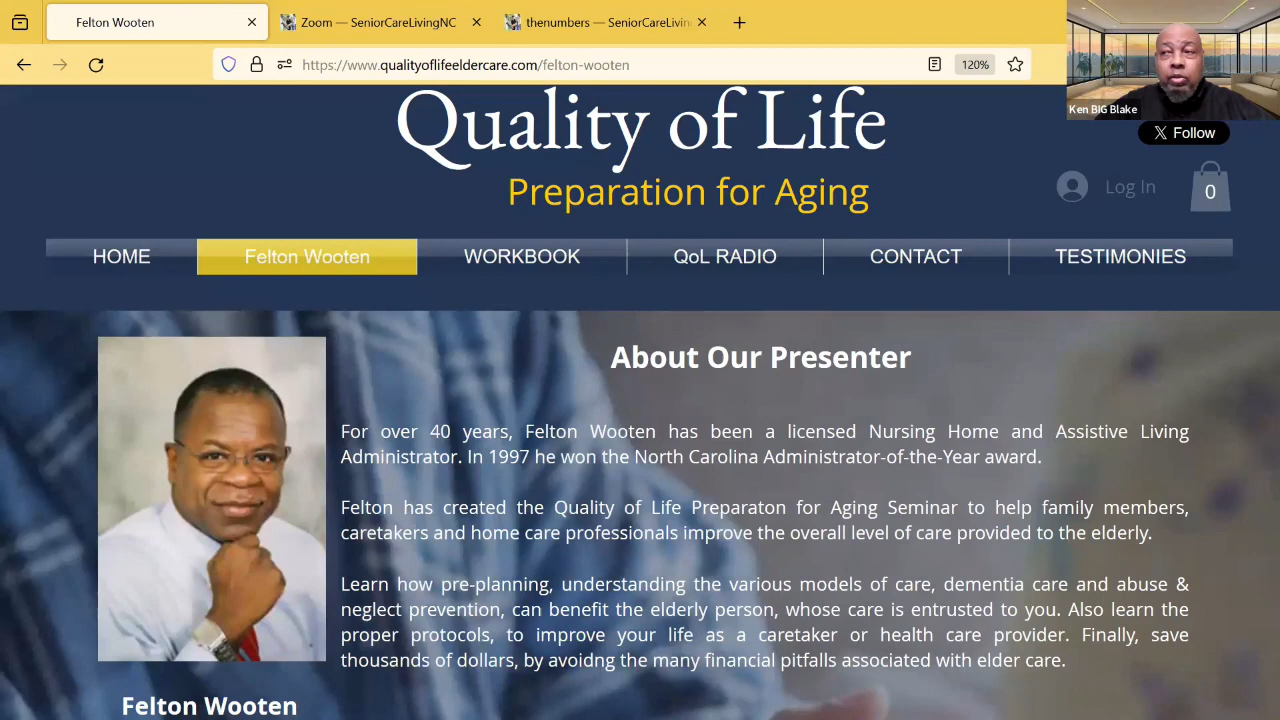 Felton Wooten
Zoom — SeniorCareLivingNC
thenumbers — SeniorCareLivin
https://www.qualityoflifeeldercare.com/felton-wooten
120%
Ken BIG Blake
X Follow
Quality of Life
Preparation for Aging
Log In
0
HOME
Felton Wooten
WORKBOOK
QoL RADIO
CONTACT
TESTIMONIES
About Our Presenter
For over 40 years, Felton Wooten has been a licensed Nursing Home and Assistive Living
Administrator. In 1997 he won the North Carolina Administrator-of-the-Year award.
Felton has created the Quality of Life Preparaton for Aging Seminar to help family members,
caretakers and home care professionals improve the overall level of care provided to the elderly.
Learn how pre-planning, understanding the various models of care, dementia care and abuse &
neglect prevention, can benefit the elderly person, whose care is entrusted to you. Also learn the
proper protocols, to improve your life as a caretaker or health care provider. Finally, save
thousands of dollars, by avoidng the many financial pitfalls associated with elder care.
Felton Wooten